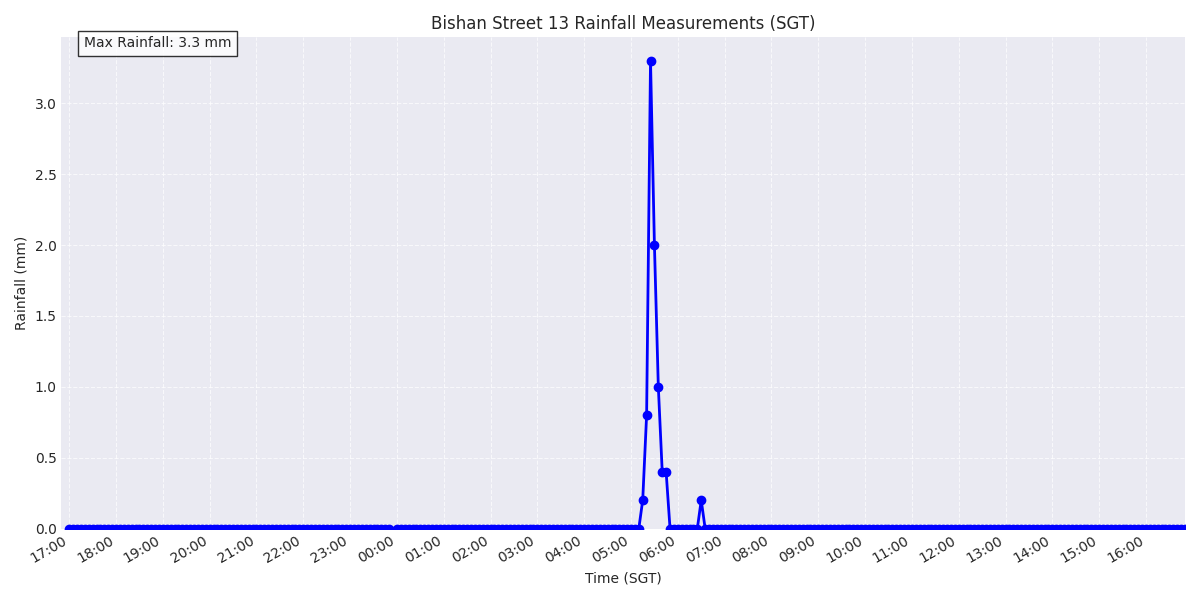 Bishan Street 13 Rainfall Measurements (SGT)
Max Rainfall: 3.3 mm
3.0
2.5
2.0
1.5
1.0
0.5
0.0
Rainfall (mm)
17:00 18:00 19:00 20:00 21:00 22:00 23:00 00:00 01:00 02:00 03:00 04:00 05:00 06:00 07:00 08:00 09:00 10:00 11:00 12:00 13:00 14:00 15:00 16:00
Time (SGT)